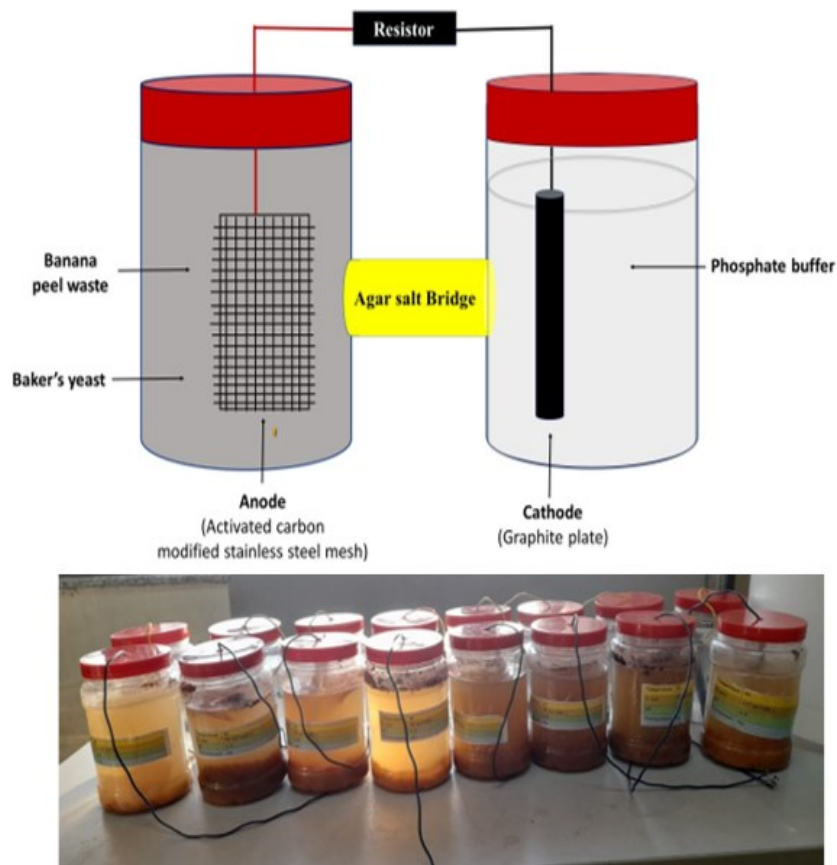 Resistor
Banana
peel waste
Agar salt Bridge
Phosphate buffer
Baker's yeast
Anode
(Activated carbon
modified stainless steel mesh)
Cathode
(Graphite plate)